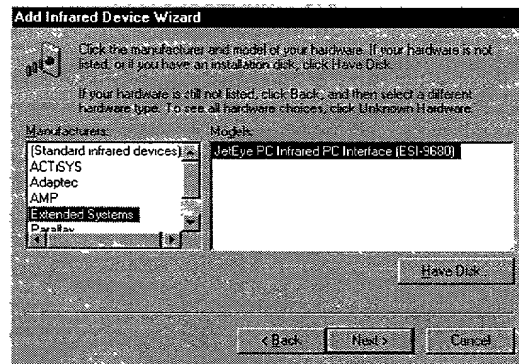 Add Infrared Device Wizard
Click the manufacturer and model of your hardware. If your hardware is not
listed, or if you have an installation disk, click Have Disk.
If your hardware is still not listed, click Back, and then select a different
hardware type. To see all hardware choices, click Unknown Hardware.
Manufacturers:
Models:
(Standard infrared devices)
ACTiSYS
Adaptec
AMP
Extended Systems
Parallax
JetEye PC Infrared PC Interface (ESI-9680)
Have Disk...
< Back
Next >
Cancel